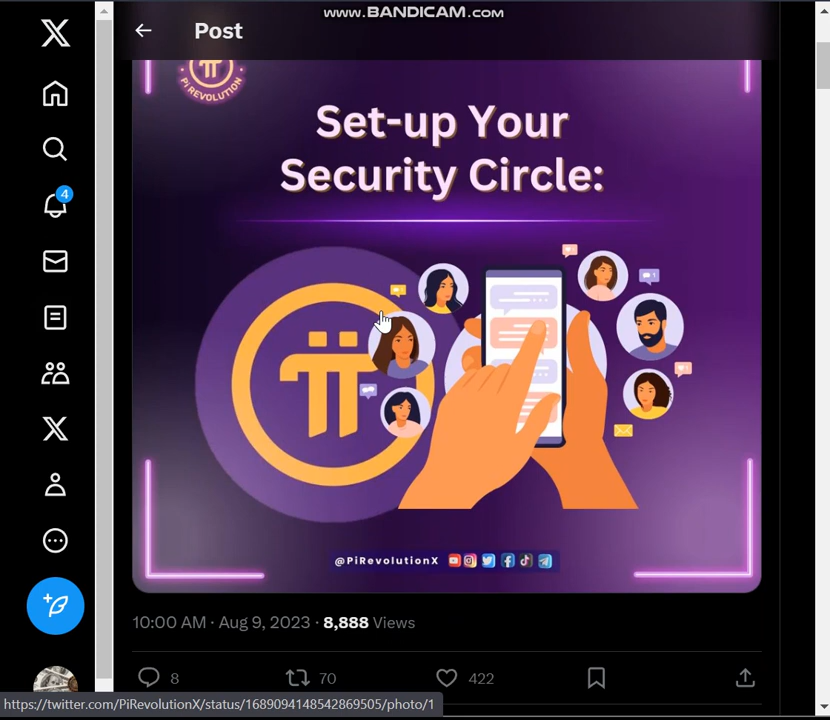 www.BANDICAM.com
Post
PI REVOLUTION
Set-up Your
Security Circle:
4
@PiRevolutionX
10:00 AM · Aug 9, 2023 · 8,888 Views
8 70 422
https://twitter.com/PiRevolutionX/status/1689094148542869505/photo/1